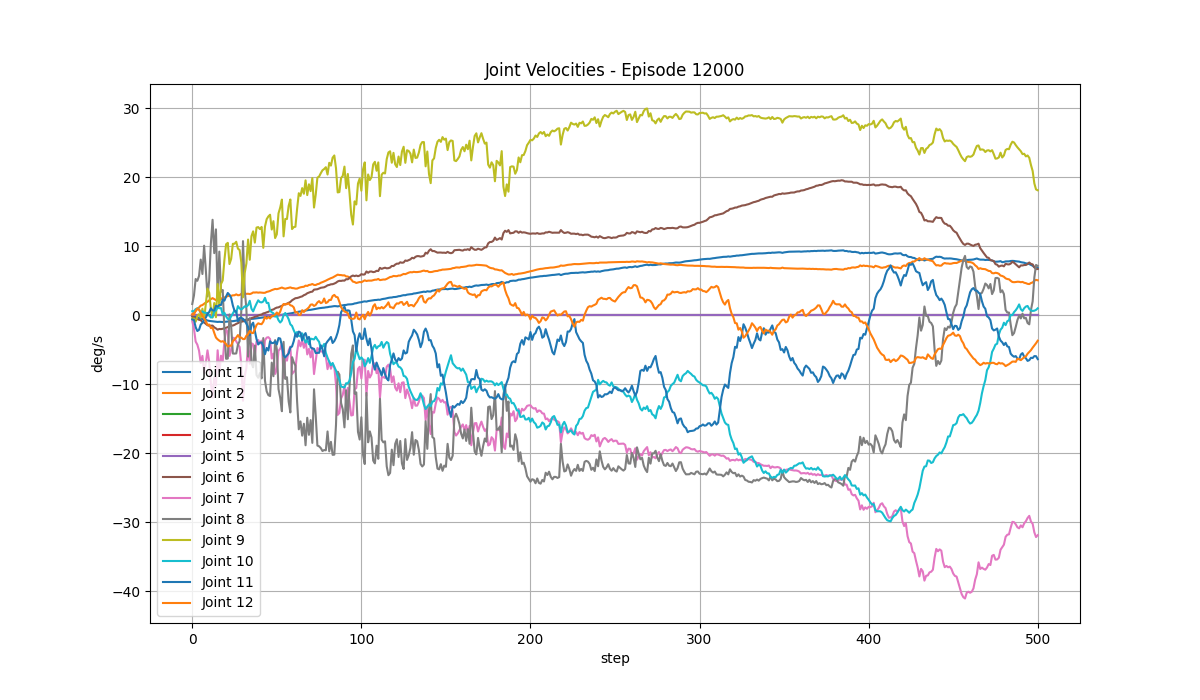 Joint Velocities - Episode 12000
deg/s
30
20
10
0
−10
−20
−30
−40
Joint 1
Joint 2
Joint 3
Joint 4
Joint 5
Joint 6
Joint 7
Joint 8
Joint 9
Joint 10
Joint 11
Joint 12
0
100
200
300
400
500
step